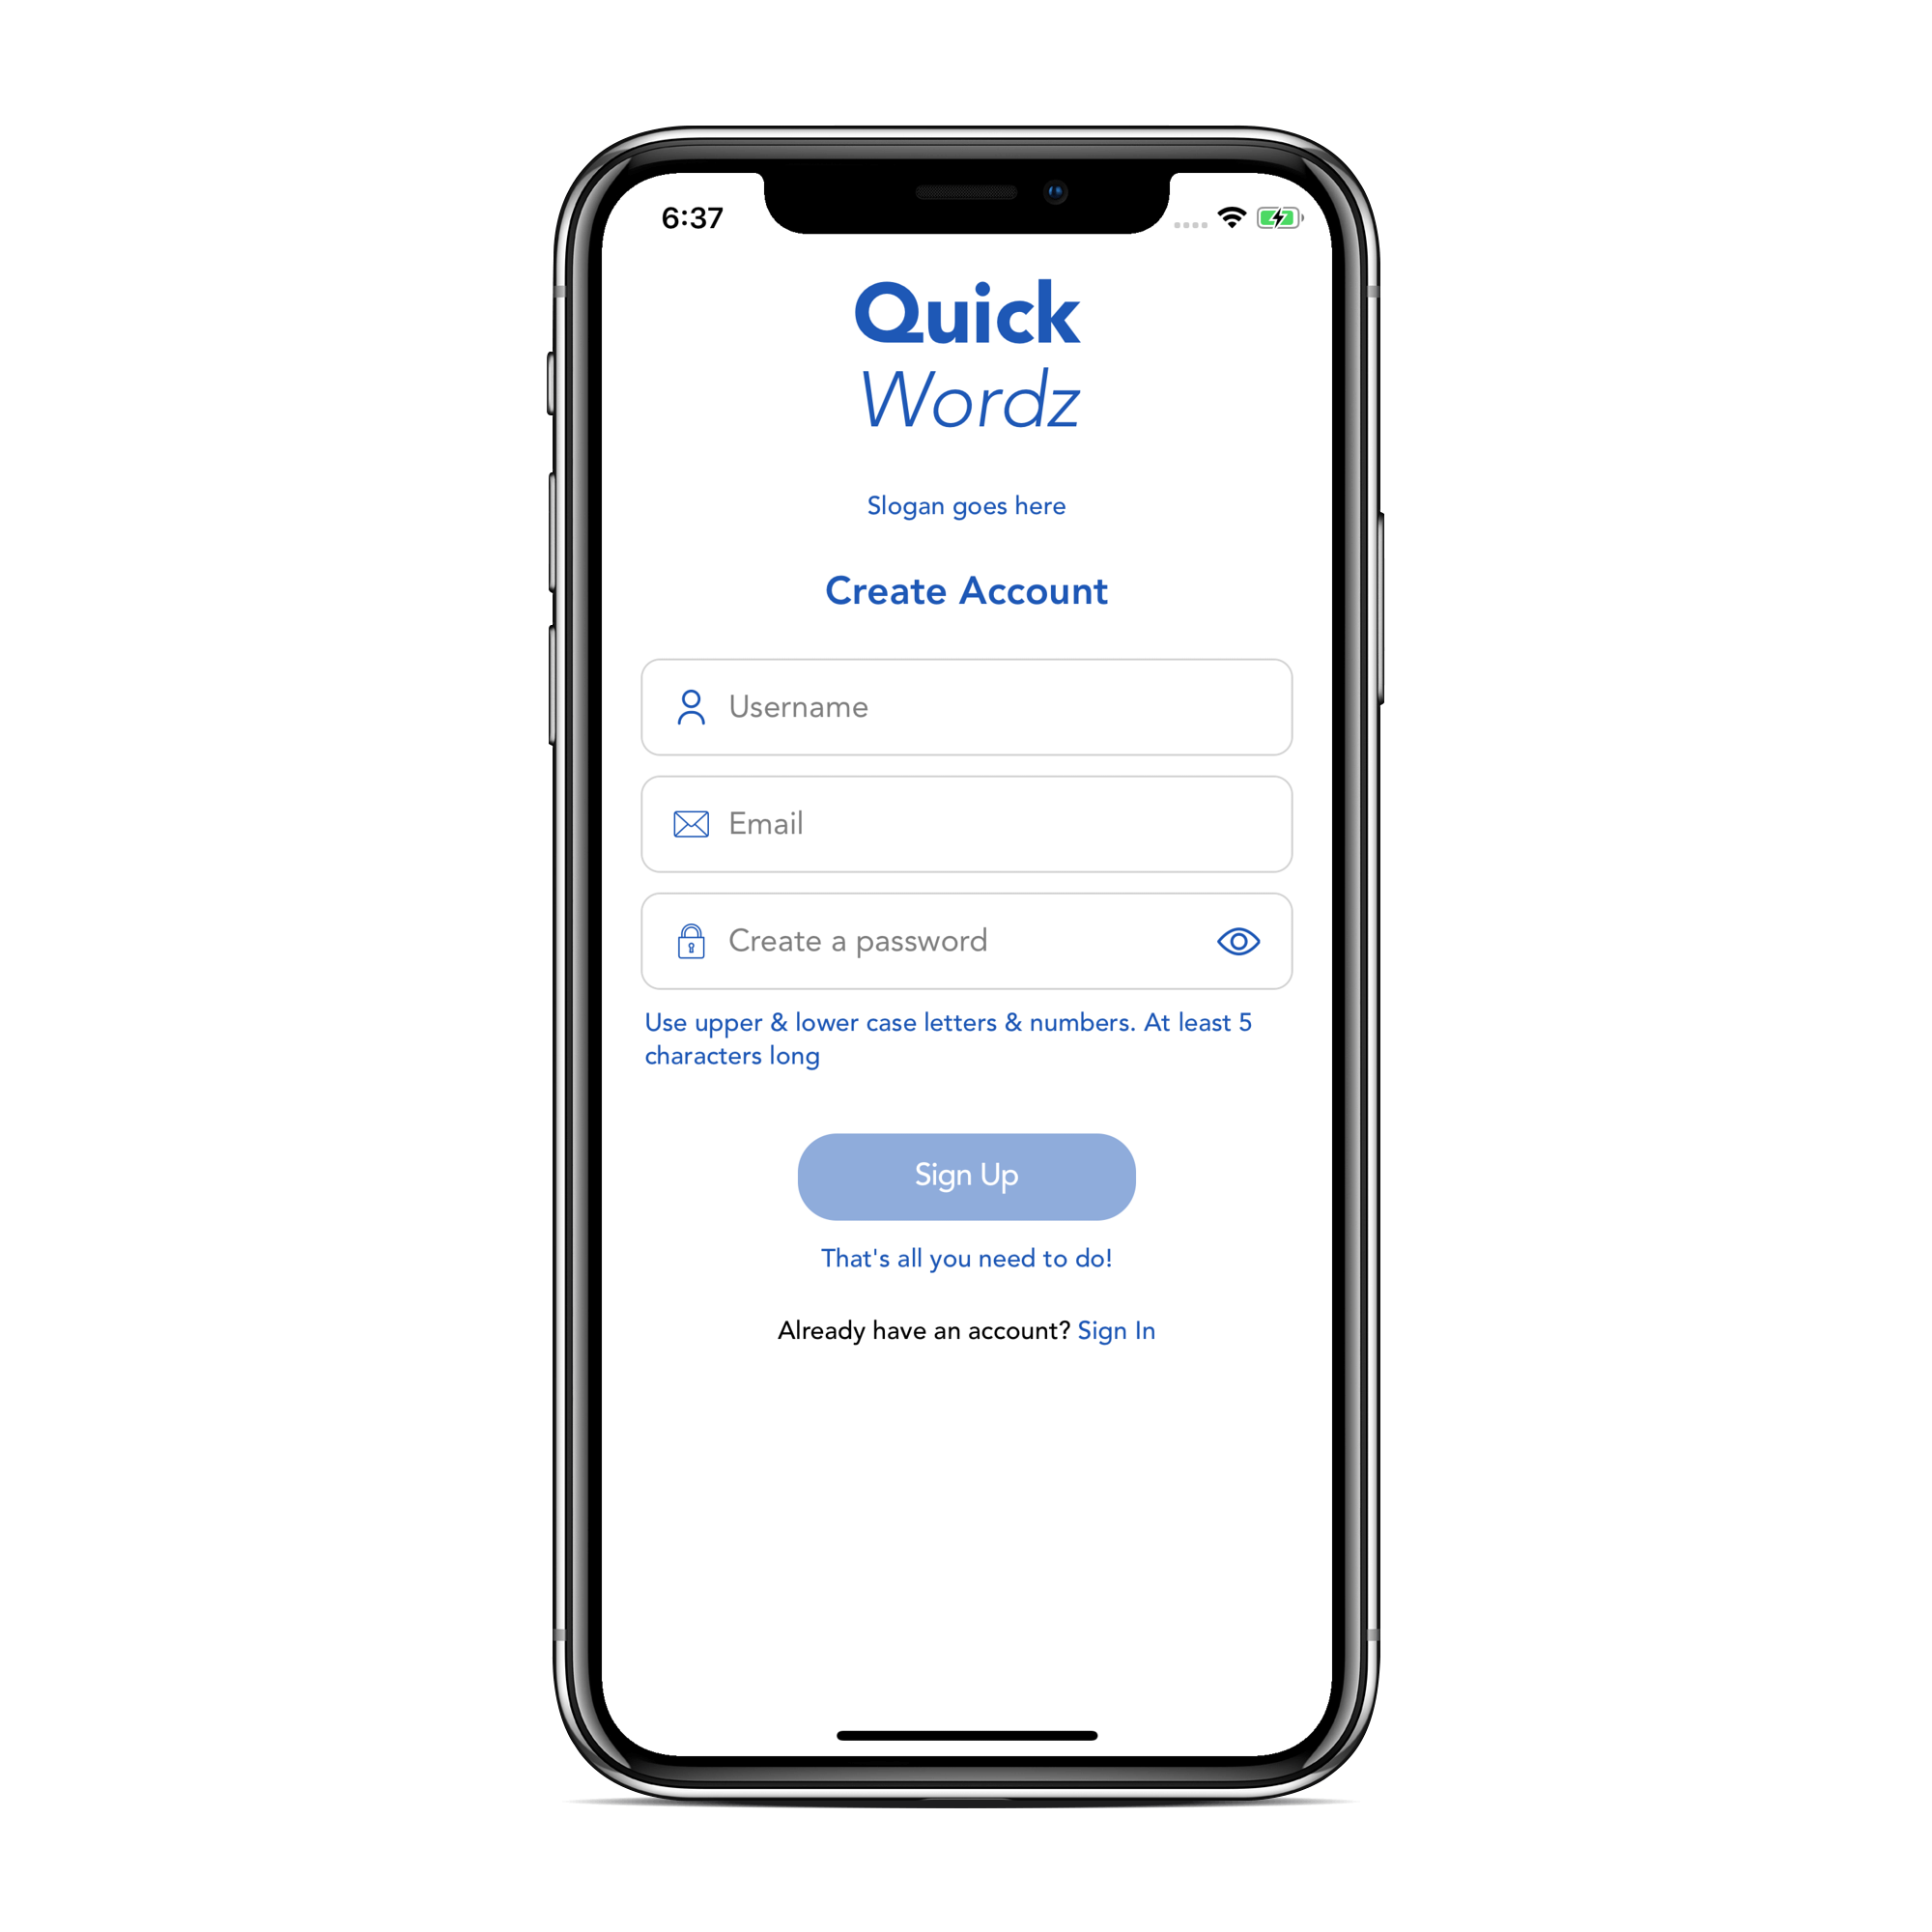 6:37
Quick
Wordz
Slogan goes here
Create Account
Username
Email
Create a password
Use upper & lower case letters & numbers. At least 5
characters long
Sign Up
That's all you need to do!
Already have an account? Sign In